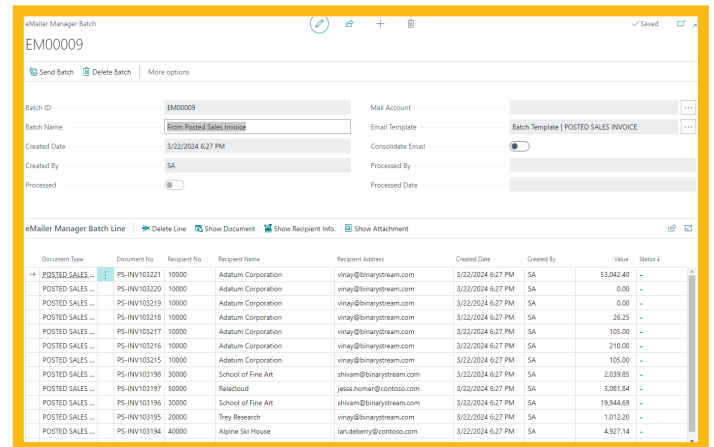 eMailer Manager Batch
Saved
EM00009
Send Batch Delete Batch More options
Batch ID EM00009 Mail Account
Batch Name From Posted Sales Invoice Email Template Batch Template | POSTED SALES INVOICE
Created Date 3/22/2024 6:27 PM Consolidate Email
Created By SA Processed By
Processed Processed Date
eMailer Manager Batch Line Delete Line Show Document Show Recipient Info. Show Attachment
Document Type Document No Recipient No Recipient Name Recipient Address Created Date Created By Value Status ↓
→ POSTED SALES ... PS-INV103221 10000 Adatum Corporation vinay@binarystream.com 3/22/2024 6:27 PM SA 53,042.40 -
POSTED SALES ... PS-INV103220 10000 Adatum Corporation vinay@binarystream.com 3/22/2024 6:27 PM SA 0.00 -
POSTED SALES ... PS-INV103219 10000 Adatum Corporation vinay@binarystream.com 3/22/2024 6:27 PM SA 0.00 -
POSTED SALES ... PS-INV103218 10000 Adatum Corporation vinay@binarystream.com 3/22/2024 6:27 PM SA 26.25 -
POSTED SALES ... PS-INV103217 10000 Adatum Corporation vinay@binarystream.com 3/22/2024 6:27 PM SA 105.00 -
POSTED SALES ... PS-INV103216 10000 Adatum Corporation vinay@binarystream.com 3/22/2024 6:27 PM SA 210.00 -
POSTED SALES ... PS-INV103215 10000 Adatum Corporation vinay@binarystream.com 3/22/2024 6:27 PM SA 105.00 -
POSTED SALES ... PS-INV103198 30000 School of Fine Art shivam@binarystream.com 3/22/2024 6:27 PM SA 2,039.85 -
POSTED SALES ... PS-INV103197 50000 Relecloud jesse.homer@contoso.com 3/22/2024 6:27 PM SA 3,081.84 -
POSTED SALES ... PS-INV103196 30000 School of Fine Art shivam@binarystream.com 3/22/2024 6:27 PM SA 19,944.69 -
POSTED SALES ... PS-INV103195 20000 Trey Research vinay@binarystream.com 3/22/2024 6:27 PM SA 1,012.20 -
POSTED SALES ... PS-INV103194 40000 Alpine Ski House ian.deberry@contoso.com 3/22/2024 6:27 PM SA 4,927.14 -